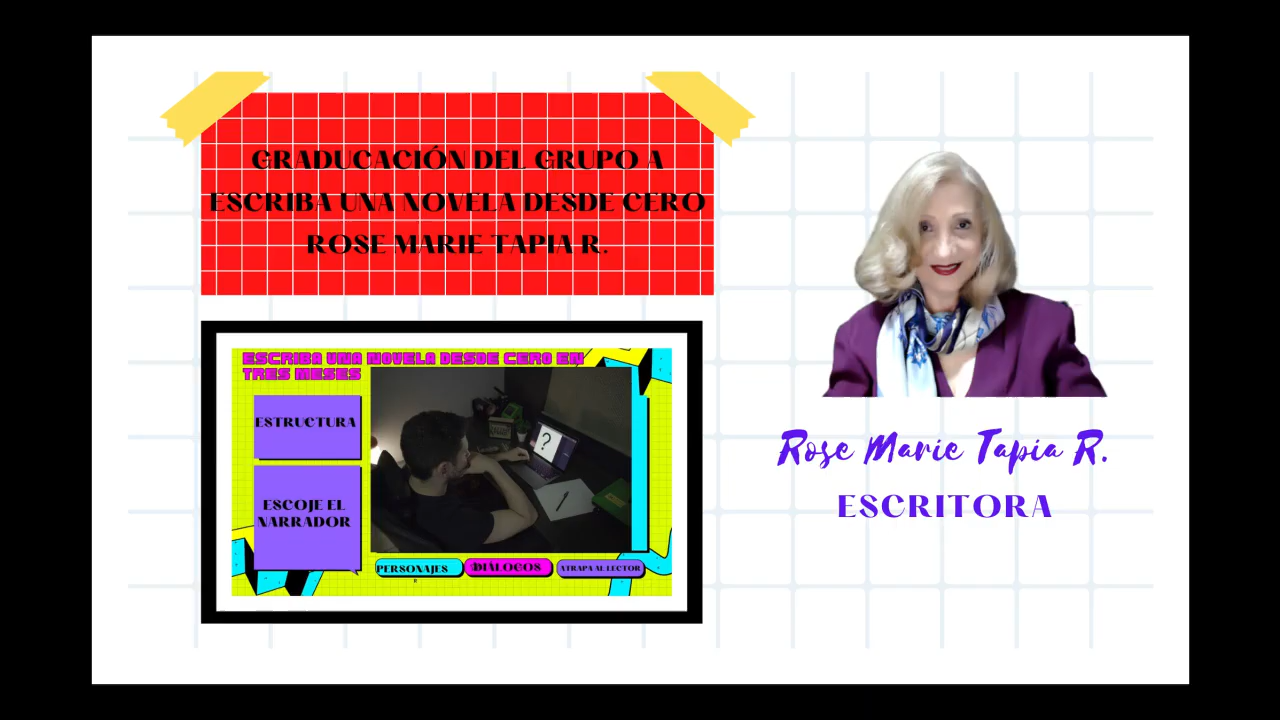 GRADUCACIÓN DEL GRUPO A
ESCRIBA UNA NOVELA DESDE CERO
ROSE MARIE TAPIA R.
ESCRIBA UNA NOVELA DESDE CERO EN
TRES MESES
ESTRUCTURA
ESCOJE EL
NARRADOR
?
PERSONAJES
DIÁLOGOS
ATRAPA AL LECTOR
Rose Marie Tapia R.
ESCRITORA